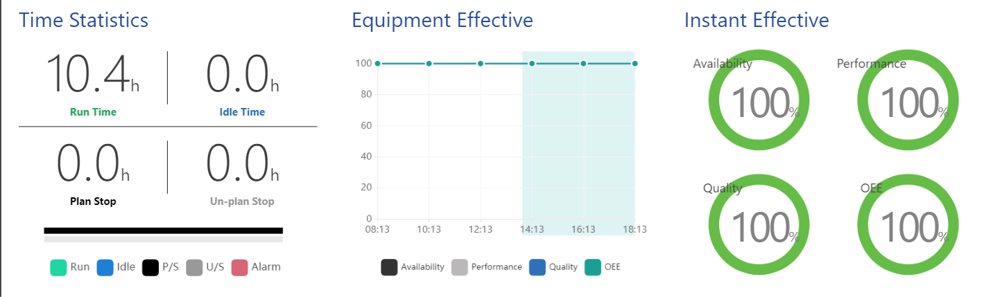 Time Statistics
10.4h
0.0h
Run Time
Idle Time
0.0h
0.0h
Plan Stop
Un-plan Stop
Run Idle P/S U/S Alarm
Equipment Effective
100
80
60
40
20
0
08:13 10:13 12:13 14:13 16:13 18:13
Availability Performance Quality OEE
Instant Effective
Availability
100%
Performance
100%
Quality
100%
OEE
100%